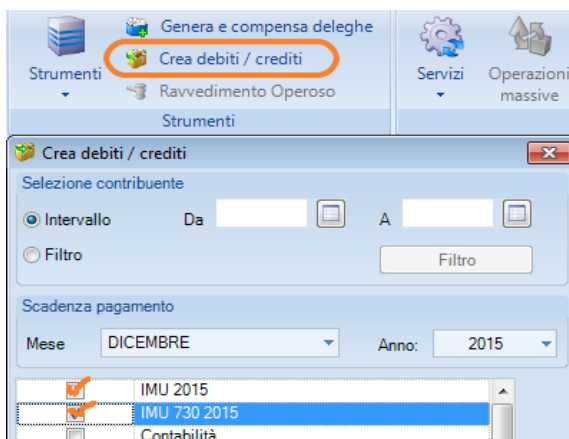 Genera e compensa deleghe
Crea debiti / crediti
Ravvedimento Operoso
Strumenti
Servizi
Operazioni
massive
Strumenti
Crea debiti / crediti
Selezione contribuente
Intervallo Da A
Filtro Filtro
Scadenza pagamento
Mese DICEMBRE Anno: 2015
IMU 2015
IMU 730 2015
Contabilità